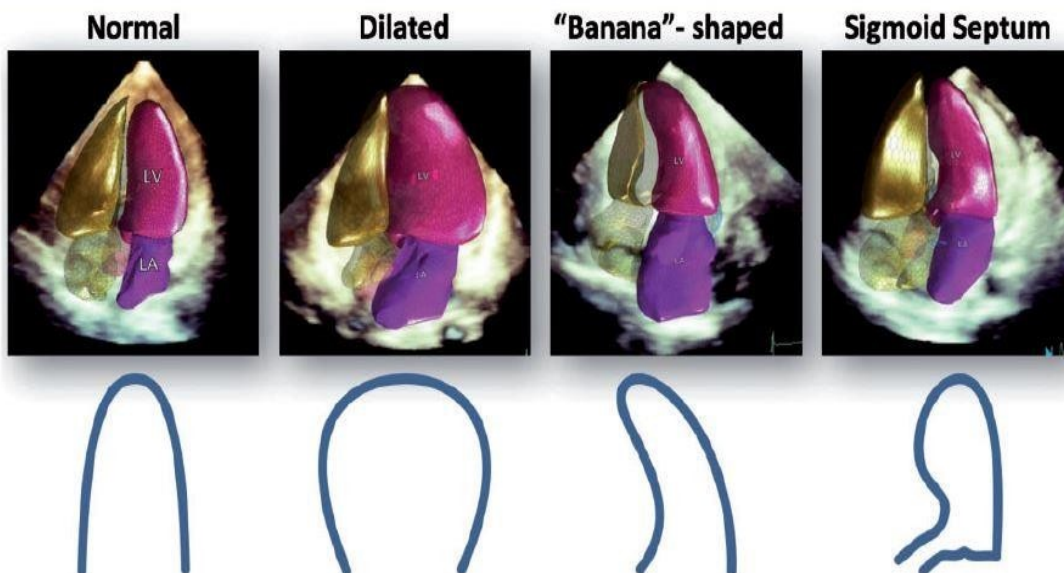 Normal
Dilated
“Banana”- shaped
Sigmoid Septum
LV
LA
LV
LA
LV
LA
LV
LA